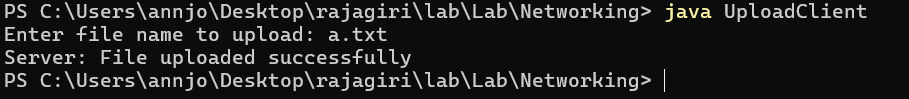 PS C:\Users\annjo\Desktop\rajagiri\lab\Lab\Networking> java UploadClient
Enter file name to upload: a.txt
Server: File uploaded successfully
PS C:\Users\annjo\Desktop\rajagiri\lab\Lab\Networking>